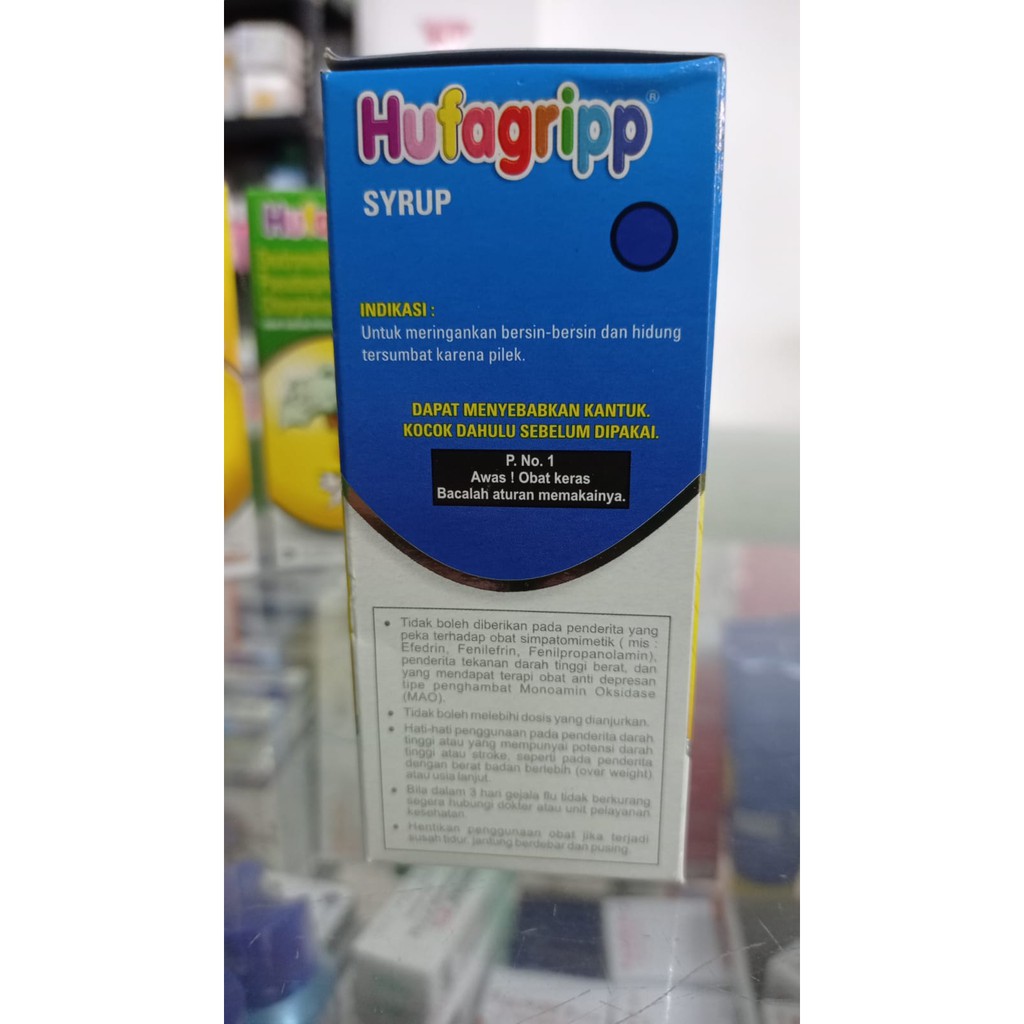 Hufagripp®
SYRUP
INDIKASI :
Untuk meringankan bersin-bersin dan hidung
tersumbat karena pilek.
DAPAT MENYEBABKAN KANTUK.
KOCOK DAHULU SEBELUM DIPAKAI.
P. No. 1
Awas ! Obat keras
Bacalah aturan memakainya.
• Tidak boleh diberikan pada penderita yang
peka terhadap obat simpatomimetik ( mis :
Efedrin, Fenilefrin, Fenilpropanolamin),
penderita tekanan darah tinggi berat, dan
yang mendapat terapi obat anti depresan
tipe penghambat Monoamin Oksidase
(MAO).
• Tidak boleh melebihi dosis yang dianjurkan.
• Hati-hati penggunaan pada penderita darah
tinggi atau yang mempunyai potensi darah
tinggi atau stroke, seperti pada penderita
dengan berat badan berlebih (over weight)
atau usia lanjut.
• Bila dalam 3 hari gejala flu tidak berkurang
segera hubungi dokter atau unit pelayanan
kesehatan.
• Hentikan penggunaan obat jika terjadi
susah tidur, jantung berdebar dan pusing.